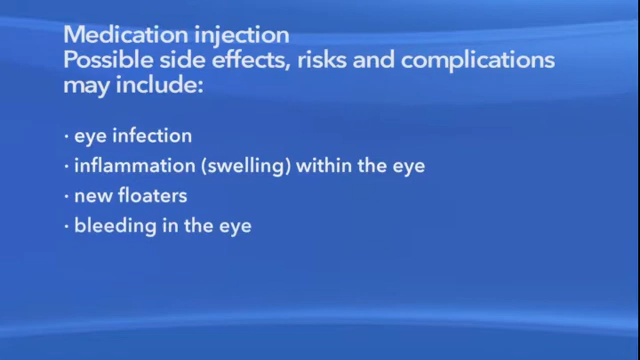 Medication injection
Possible side effects, risks and complications
may include:
· eye infection
· inflammation (swelling) within the eye
· new floaters
· bleeding in the eye